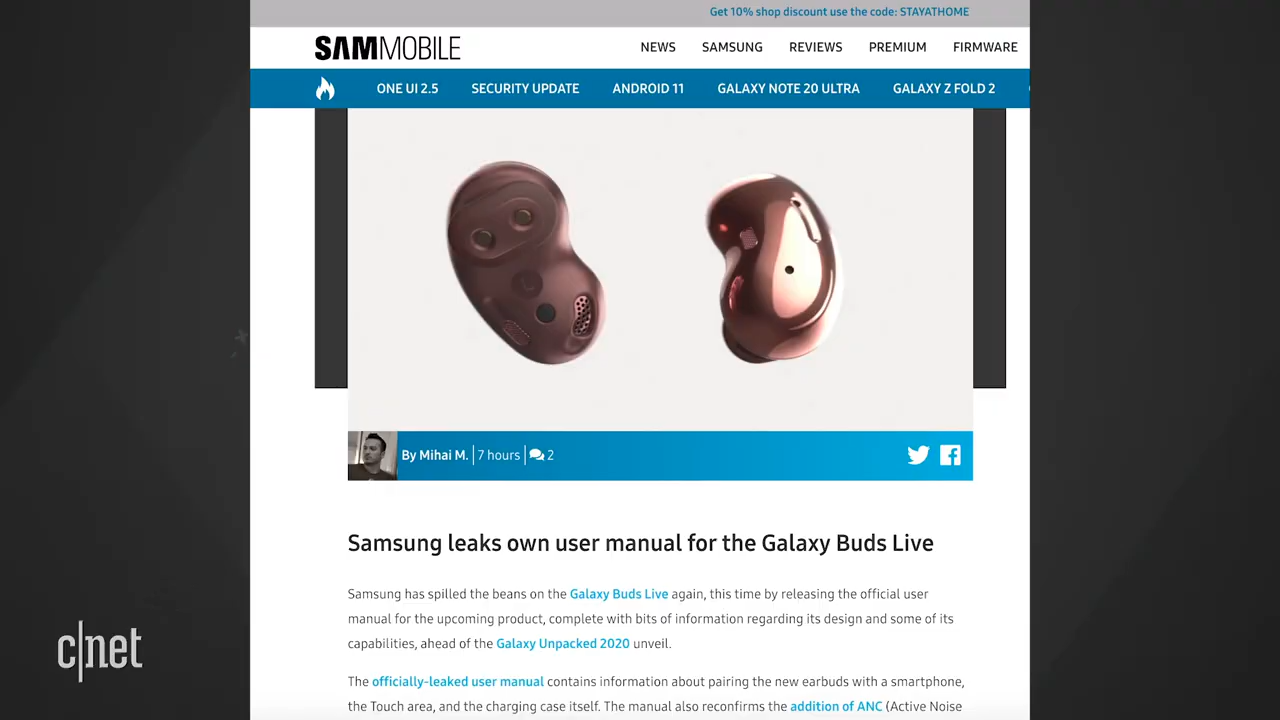 Get 10% shop discount use the code: STAYATHOME
SAMMOBILE
NEWS SAMSUNG REVIEWS PREMIUM FIRMWARE
ONE UI 2.5 SECURITY UPDATE ANDROID 11 GALAXY NOTE 20 ULTRA GALAXY Z FOLD 2
By Mihai M. 7 hours 2
Samsung leaks own user manual for the Galaxy Buds Live
Samsung has spilled the beans on the Galaxy Buds Live again, this time by releasing the official user
manual for the upcoming product, complete with bits of information regarding its design and some of its
capabilities, ahead of the Galaxy Unpacked 2020 unveil.
The officially-leaked user manual contains information about pairing the new earbuds with a smartphone,
the Touch area, and the charging case itself. The manual also reconfirms the addition of ANC (Active Noise
c|net